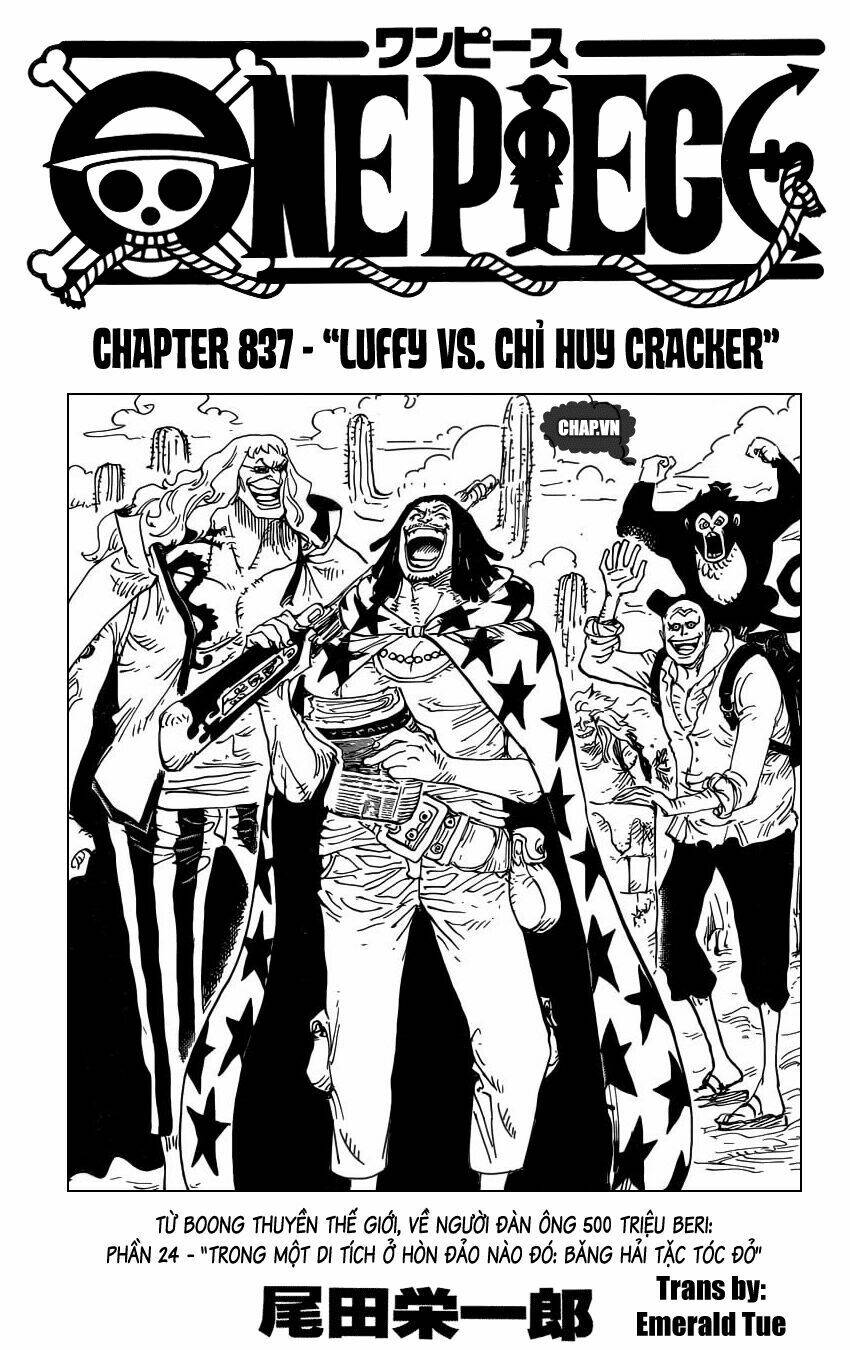 ワンピース
ONE PIECE
CHAPTER 837 - “LUFFY VS. CHỈ HUY CRACKER”
CHAP.VN
TỪ BOONG THUYỀN THẾ GIỚI, VỀ NGƯỜI ĐÀN ÔNG 500 TRIỆU BERI:
PHẦN 24 - “TRONG MỘT DI TÍCH Ở HÒN ĐẢO NÀO ĐÓ: BĂNG HẢI TẶC TÓC ĐỎ”
尾田栄一郎
Trans by:
Emerald Tue